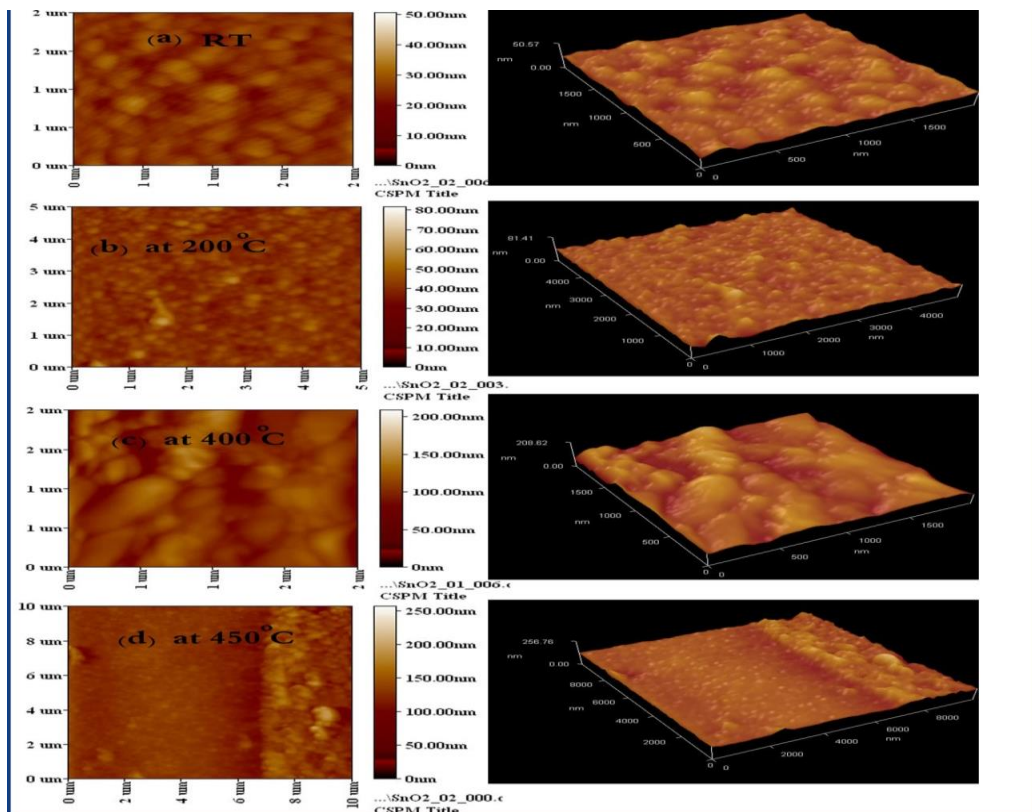 2 um
2 um
1 um
1 um
0 um
0 um
1 um
1 um
2 um
2 um
(a) RT
50.00nm
40.00nm
30.00nm
20.00nm
10.00nm
0nm
...\SnO2_02_00
CSPM Title
50.57
nm
0.00
1500
1000
nm
500
0
0
500
1000
nm
1500
5 um
4 um
3 um
2 um
1 um
0 um
0 um
1 um
2 um
3 um
4 um
5 um
(b) at 200°C
80.00nm
70.00nm
60.00nm
50.00nm
40.00nm
30.00nm
20.00nm
10.00nm
0nm
...\SnO2_02_003.
CSPM Title
81.41
nm
0.00
4000
3000
nm
2000
1000
0
0
1000
2000
nm
3000
4000
2 um
2 um
1 um
1 um
0 um
0 um
1 um
1 um
2 um
2 um
(c) at 400°C
200.00nm
150.00nm
100.00nm
50.00nm
0nm
...\SnO2_01_006.
CSPM Title
208.62
nm
0.00
1500
1000
nm
500
0
0
500
1000
nm
1500
10 um
8 um
6 um
4 um
2 um
0 um
0 um
2 um
4 um
6 um
8 um
10 um
(d) at 450°C
250.00nm
200.00nm
150.00nm
100.00nm
50.00nm
0nm
...\SnO2_02_000.
CSPM Title
256.76
nm
0.00
8000
6000
nm
4000
2000
0
0
2000
4000
nm
6000
8000